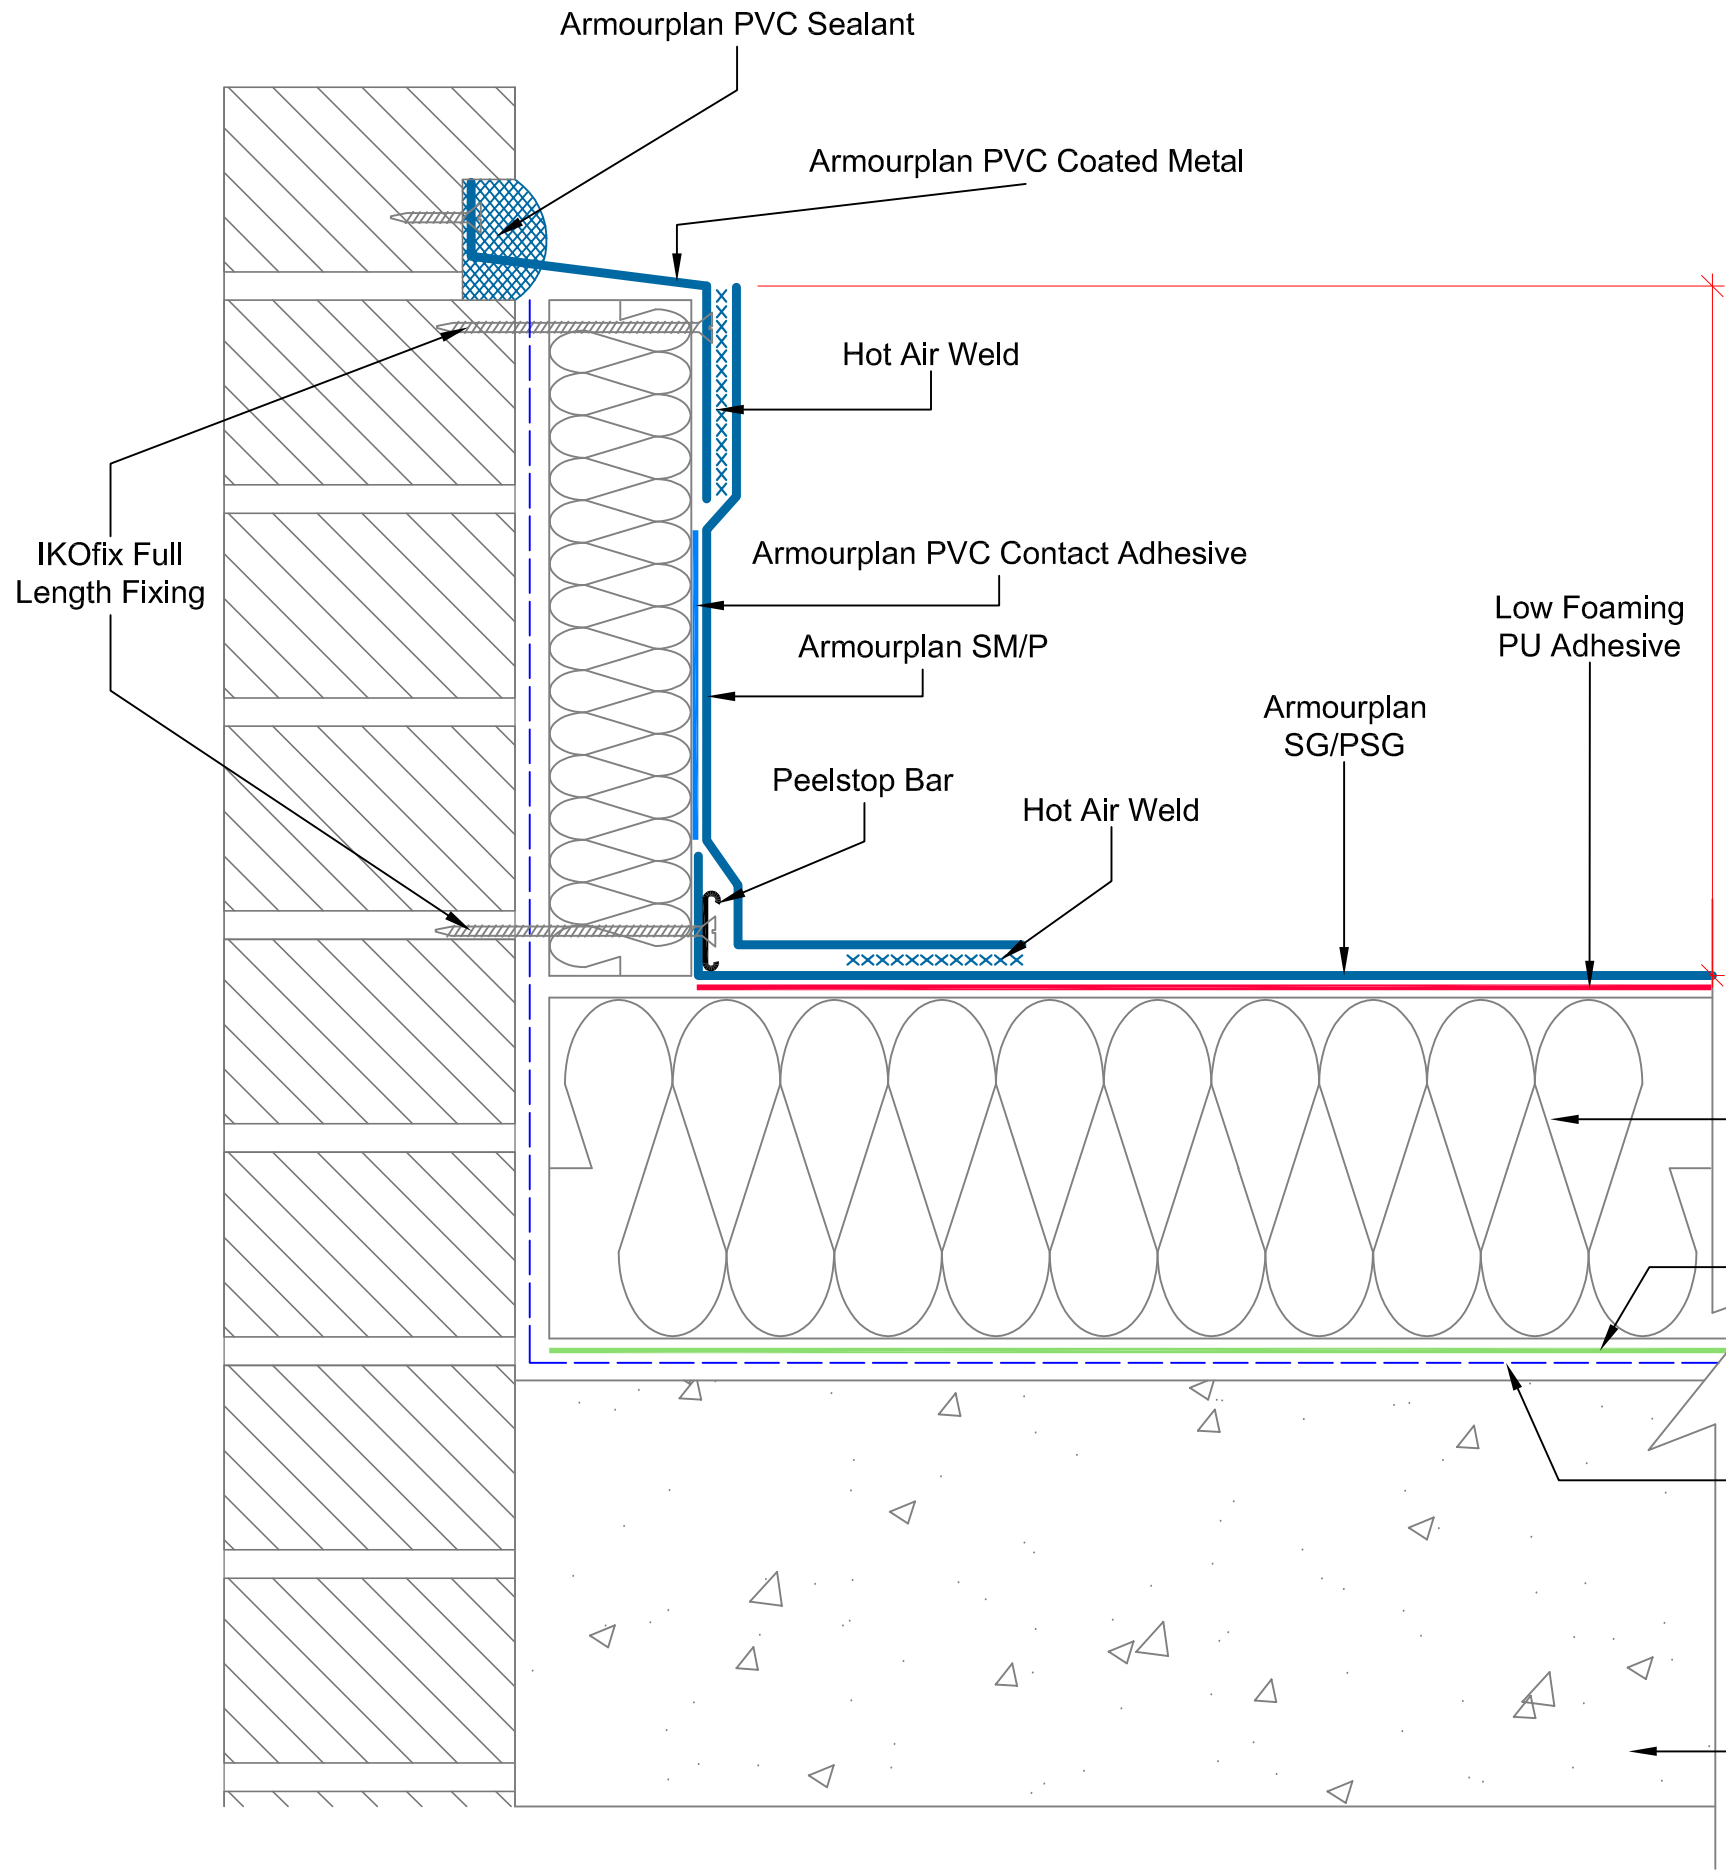 Armourplan PVC Sealant
Armourplan PVC Coated Metal
Hot Air Weld
IKOfix Full
Length Fixing
Armourplan PVC Contact Adhesive
Low Foaming
PU Adhesive
Armourplan SM/P
Armourplan
SG/PSG
Peelstop Bar
Hot Air Weld